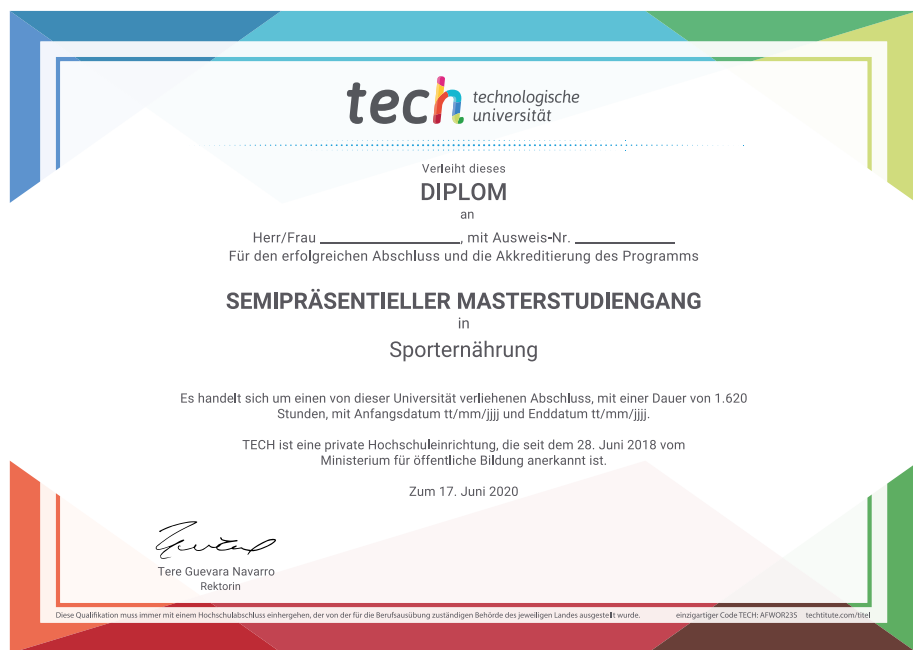 tech technologische
universität
Verleiht dieses
DIPLOM
an
Herr/Frau ____________________, mit Ausweis-Nr. ______________
Für den erfolgreichen Abschluss und die Akkreditierung des Programms
SEMIPRÄSENTIELLER MASTERSTUDIENGANG
in
Sporternährung
Es handelt sich um einen von dieser Universität verliehenen Abschluss, mit einer Dauer von 1.620
Stunden, mit Anfangsdatum tt/mm/jjjj und Enddatum tt/mm/jjjj.
TECH ist eine private Hochschuleinrichtung, die seit dem 28. Juni 2018 vom
Ministerium für öffentliche Bildung anerkannt ist.
Zum 17. Juni 2020
Tere Guevara Navarro
Rektorin
Diese Qualifikation muss immer mit einem Hochschulabschluss einhergehen, der von der für die Berufsausübung zuständigen Behörde des jeweiligen Landes ausgestellt wurde. einzigartiger Code TECH: AFWOR23S techtitute.com/titel